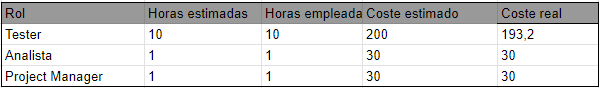 Rol Horas estimadas Horas empleada Coste estimado Coste real
Tester 10 10 200 193,2
Analista 1 1 30 30
Project Manager 1 1 30 30